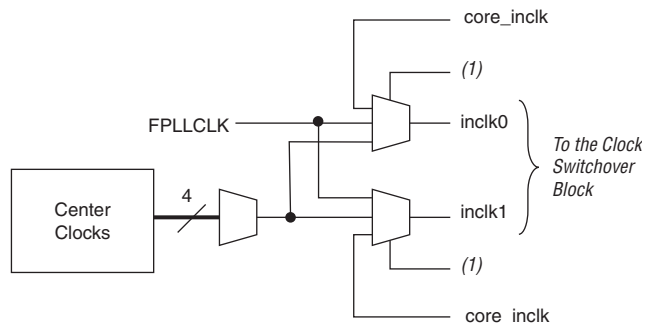 core_inclk
(1)
FPLLCLK
inclk0
To the Clock
Switchover
Block
4
Center
Clocks
inclk1
(1)
core_inclk